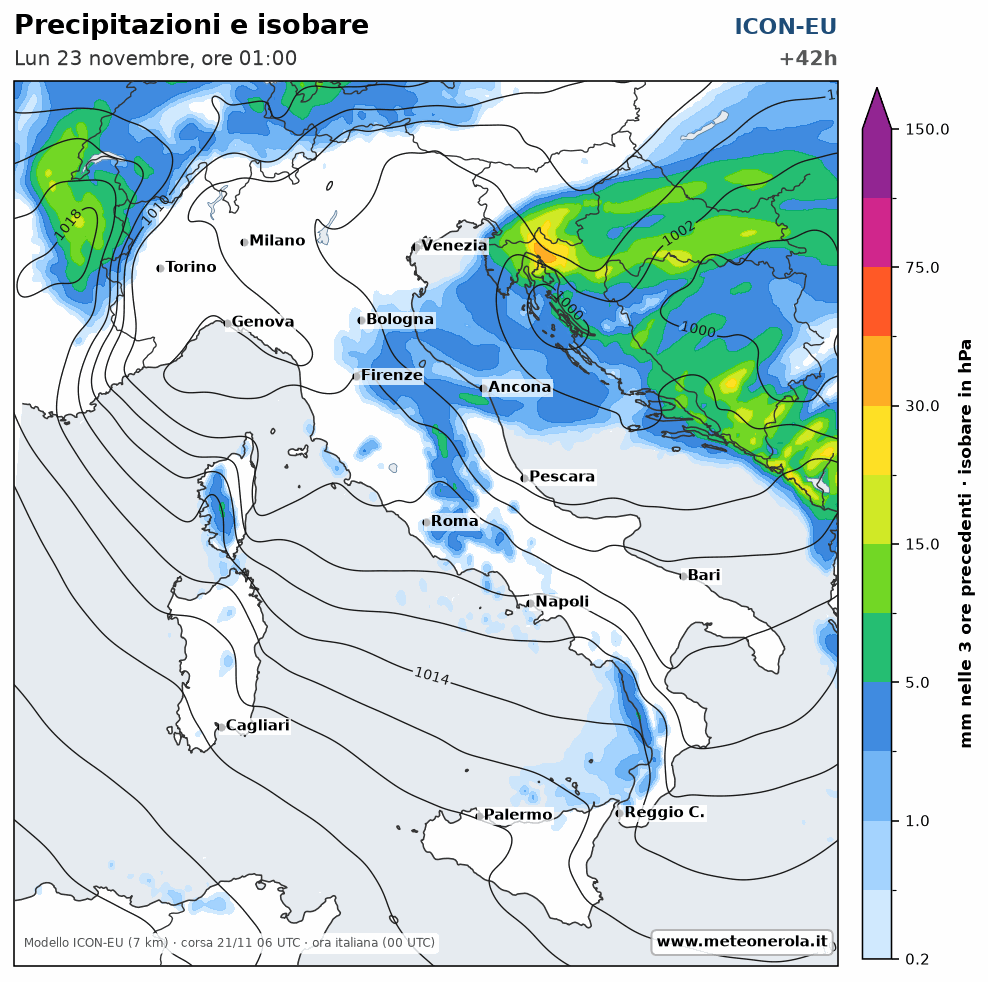 Precipitazioni e isobare
ICON-EU
Lun 23 novembre, ore 01:00
+42h
1018
1010
1002
1000
1000
1014
Milano
Venezia
Torino
Genova
Bologna
Firenze
Ancona
Pescara
Roma
Bari
Napoli
Cagliari
Palermo
Reggio C.
150.0
75.0
30.0
15.0
5.0
1.0
0.2
mm nelle 3 ore precedenti · isobare in hPa
Modello ICON-EU (7 km) · corsa 21/11 06 UTC · ora italiana (00 UTC)
www.meteonerola.it